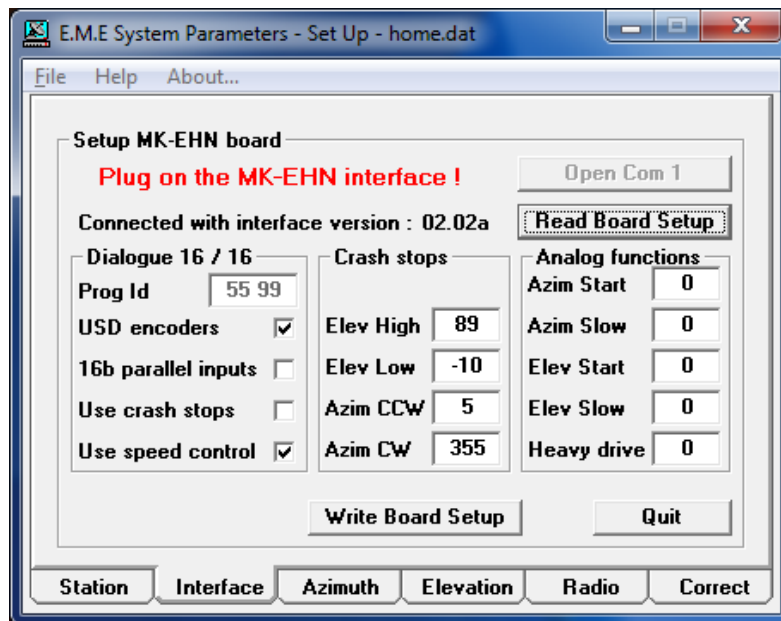 E.M.E System Parameters - Set Up - home.dat
File Help About...
Setup MK-EHN board
Plug on the MK-EHN interface !
Open Com 1
Connected with interface version : 02.02a
Read Board Setup
Dialogue 16 / 16
Prog Id 55 99
USD encoders
16b parallel inputs
Use crash stops
Use speed control
Crash stops
Elev High 89
Elev Low -10
Azim CCW 5
Azim CW 355
Analog functions
Azim Start 0
Azim Slow 0
Elev Start 0
Elev Slow 0
Heavy drive 0
Write Board Setup
Quit
Station Interface Azimuth Elevation Radio Correct